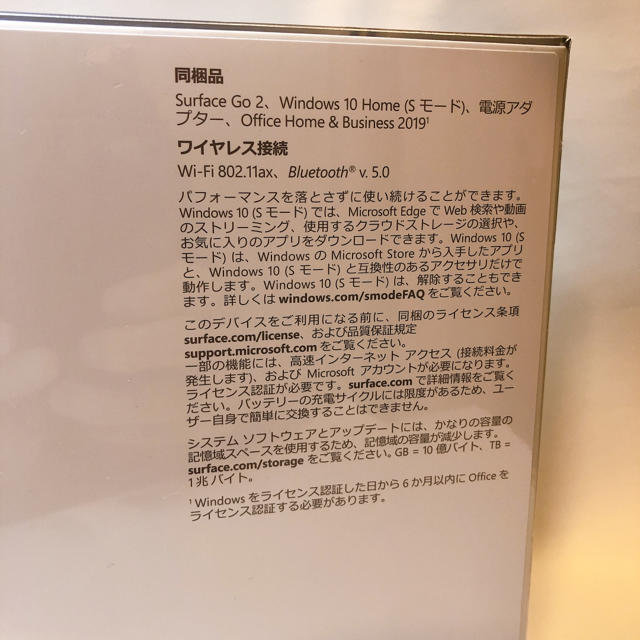 同梱品
Surface Go 2、Windows 10 Home (S モード)、電源アダ
プター、Office Home & Business 2019¹
ワイヤレス接続
Wi-Fi 802.11ax、Bluetooth® v. 5.0
パフォーマンスを落とさずに使い続けることができます。
Windows 10 (S モード) では、Microsoft Edge で Web 検索や動画
のストリーミング、使用するクラウドストレージの選択や、
お気に入りのアプリをダウンロードできます。Windows 10 (S
モード) は、Windows の Microsoft Store から入手したアプリ
と、Windows 10 (S モード) と互換性のあるアクセサリだけで
動作します。Windows 10 (S モード) は、解除することもでき
ます。詳しくは windows.com/smodeFAQ をご覧ください。
このデバイスをご利用になる前に、同梱のライセンス条項
surface.com/license、および品質保証規定
support.microsoft.com をご覧ください。
一部の機能には、高速インターネット アクセス (接続料金が
発生します)、および Microsoft アカウントが必要になります。
ライセンス認証が必要です。surface.com で詳細情報をご覧く
ださい。バッテリーの充電サイクルには限度があるため、ユー
ザー自身で簡単に交換することはできません。
システム ソフトウェアとアップデートには、かなりの容量の
記憶域スペースを使用するため、記憶域の容量が減少します。
surface.com/storage をご覧ください。GB = 10 億バイト、TB =
1 兆バイト。
¹ Windows をライセンス認証した日から 6 か月以内に Office を
ライセンス認証する必要があります。